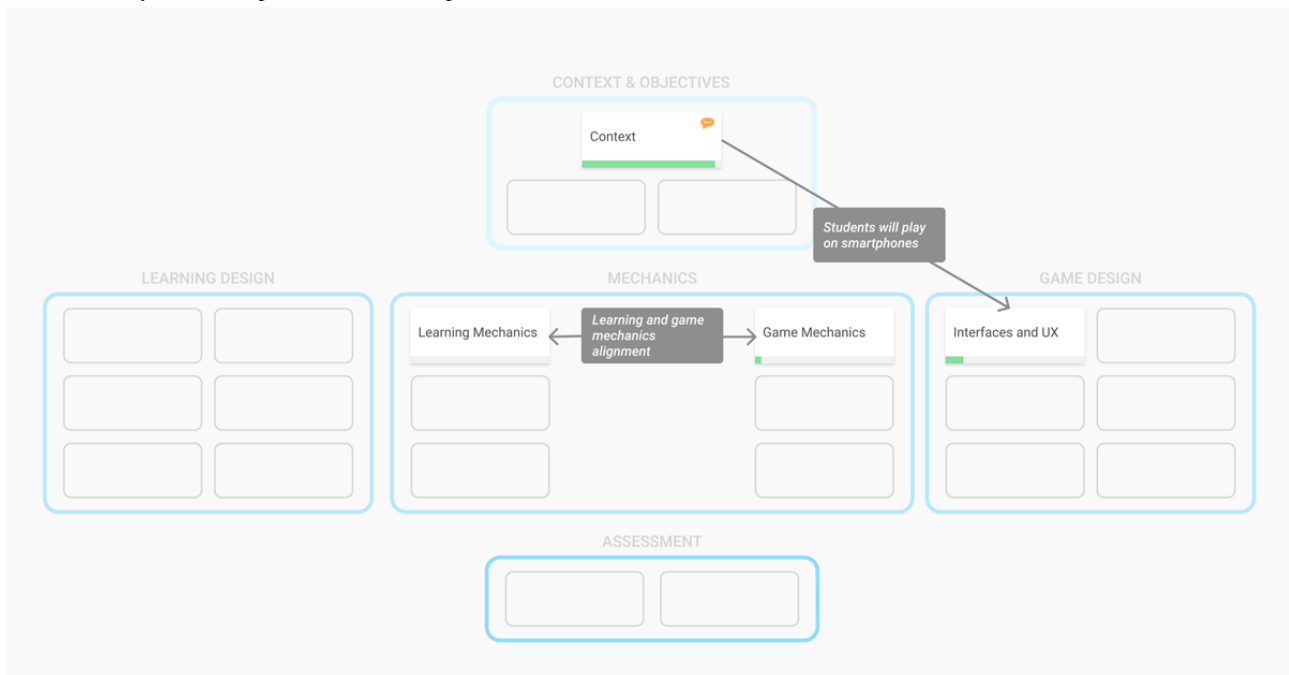 CONTEXT & OBJECTIVES
Context
Students will play
on smartphones
LEARNING DESIGN
MECHANICS
GAME DESIGN
Learning Mechanics
Learning and game
mechanics
alignment
Game Mechanics
Interfaces and UX
ASSESSMENT